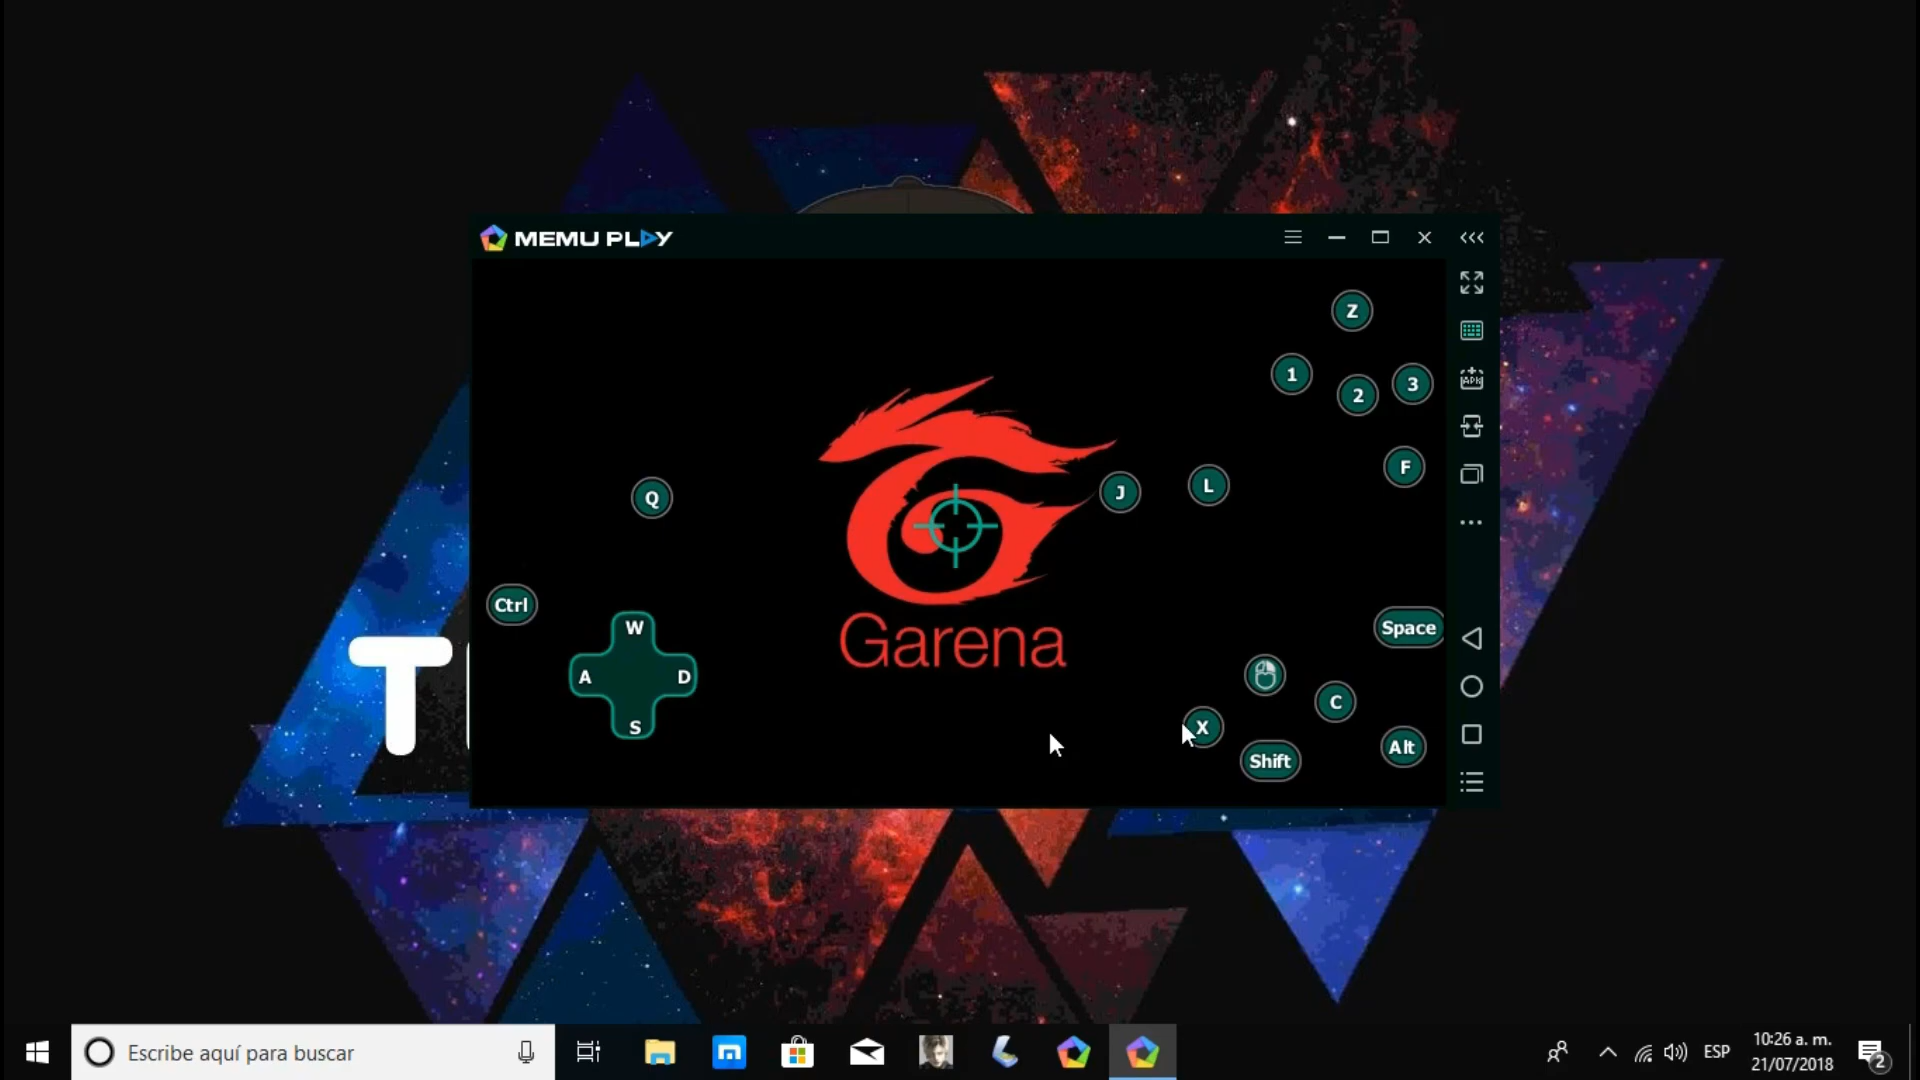 MEMU PLAY
Z
1
2
3
F
Q
J
L
Ctrl
W
A
D
S
Garena
Space
C
X
Shift
Alt
T
Escribe aquí para buscar
ESP
10:26 a. m.
21/07/2018
2